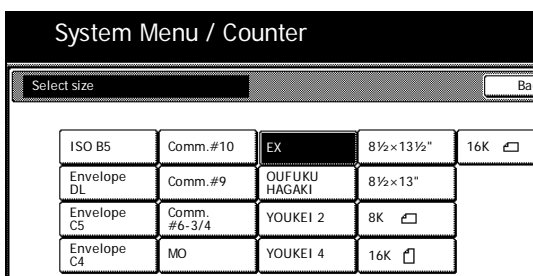 System Menu / Counter
Select size
Ba
ISO B5 Comm.#10 EX 8½×13½" 16K
Envelope DL Comm.#9 OUFUKU HAGAKI 8½×13"
Envelope C5 Comm. #6-3/4 YOUKEI 2 8K
Envelope C4 MO YOUKEI 4 16K